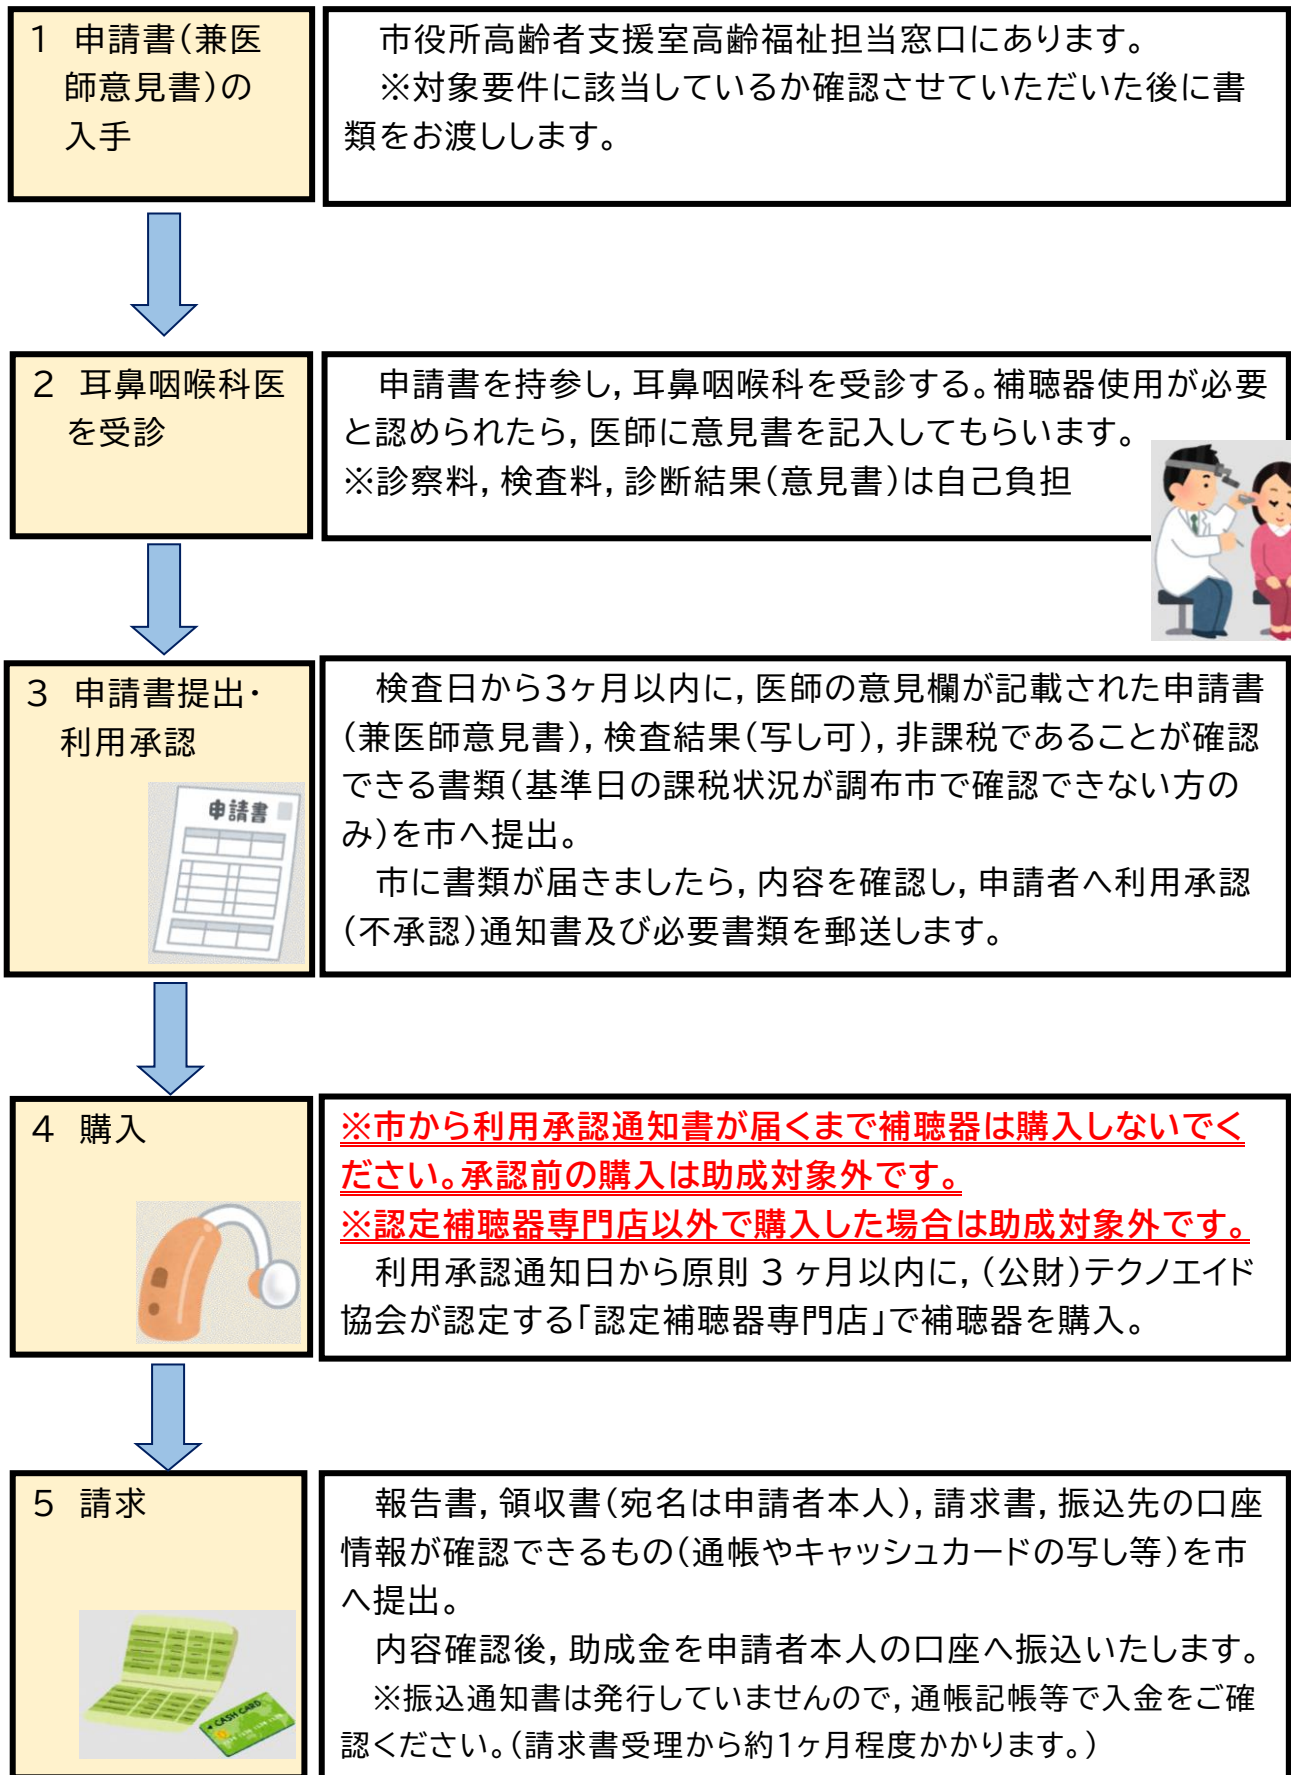 1 申請書(兼医
師意見書)の
入手
市役所高齢者支援室高齢福祉担当窓口にあります。
※対象要件に該当しているか確認させていただいた後に書
類をお渡しします。
2 耳鼻咽喉科医
を受診
申請書を持参し,耳鼻咽喉科を受診する。補聴器使用が必要
と認められたら,医師に意見書を記入してもらいます。
※診察料,検査料,診断結果(意見書)は自己負担
3 申請書提出・
利用承認
申請書
検査日から3ヶ月以内に,医師の意見欄が記載された申請書
(兼医師意見書),検査結果(写し可),非課税であることが確認
できる書類(基準日の課税状況が調布市で確認できない方の
み)を市へ提出。
市に書類が届きましたら,内容を確認し,申請者へ利用承認
(不承認)通知書及び必要書類を郵送します。
4 購入
※市から利用承認通知書が届くまで補聴器は購入しないでく
ださい。承認前の購入は助成対象外です。
※認定補聴器専門店以外で購入した場合は助成対象外です。
利用承認通知日から原則 3 ヶ月以内に,(公財)テクノエイド
協会が認定する「認定補聴器専門店」で補聴器を購入。
5 請求
CASH CARD
報告書,領収書(宛名は申請者本人),請求書,振込先の口座
情報が確認できるもの(通帳やキャッシュカードの写し等)を市
へ提出。
内容確認後,助成金を申請者本人の口座へ振込いたします。
※振込通知書は発行していませんので,通帳記帳等で入金をご確
認ください。(請求書受理から約1ヶ月程度かかります。)